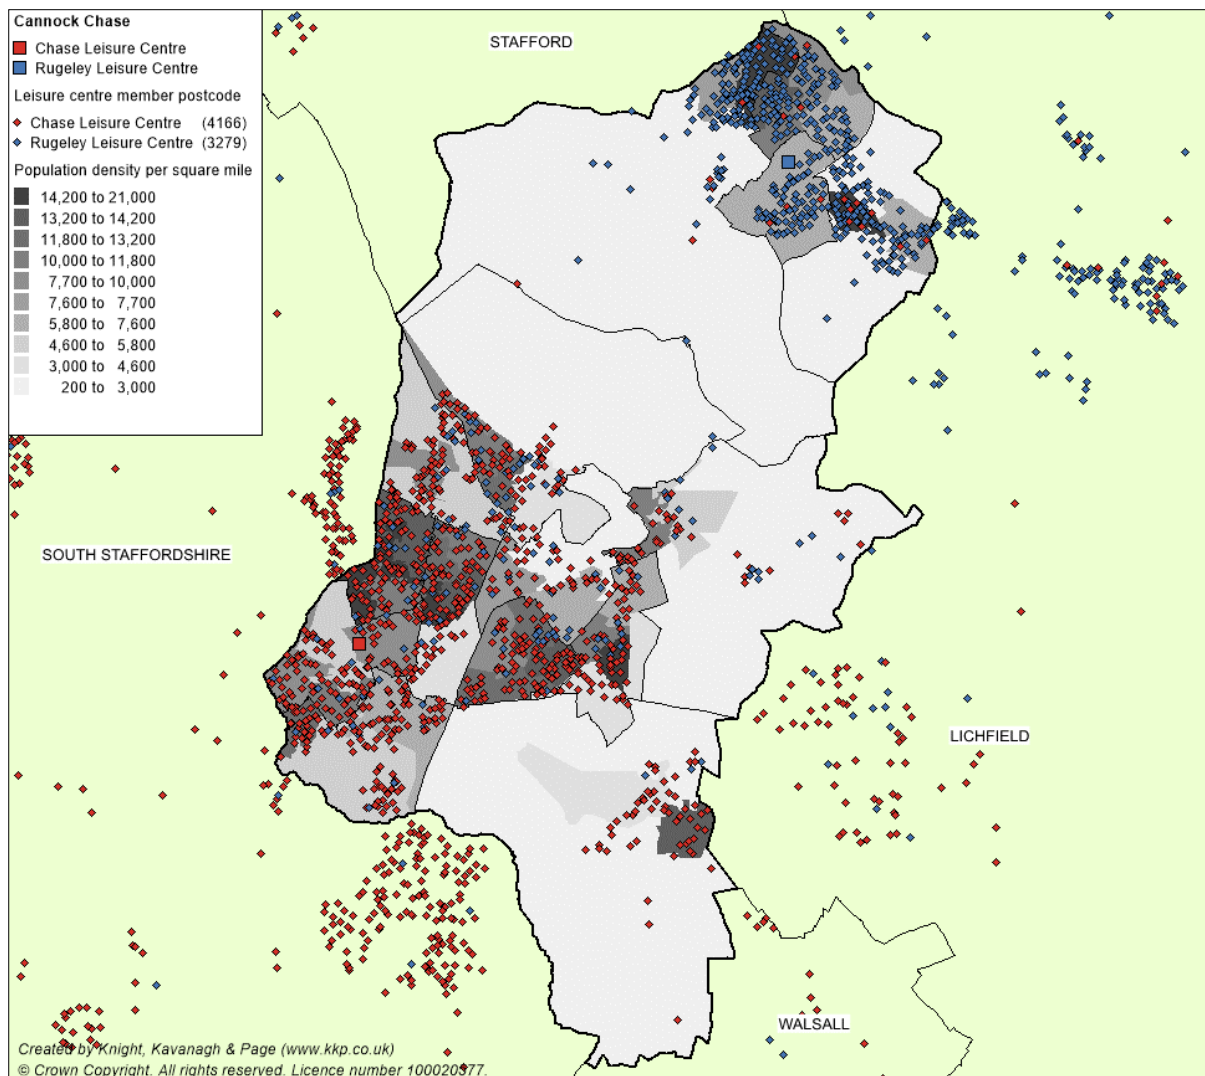 Cannock Chase
Chase Leisure Centre
Rugeley Leisure Centre
Leisure centre member postcode
Chase Leisure Centre (4166)
Rugeley Leisure Centre (3279)
Population density per square mile
14,200 to 21,000
13,200 to 14,200
11,800 to 13,200
10,000 to 11,800
7,700 to 10,000
7,600 to 7,700
5,800 to 7,600
4,600 to 5,800
3,000 to 4,600
200 to 3,000
STAFFORD
SOUTH STAFFORDSHIRE
LICHFIELD
WALSALL
Created by Knight, Kavanagh & Page (www.kkp.co.uk)
© Crown Copyright. All rights reserved. Licence number 100020577.